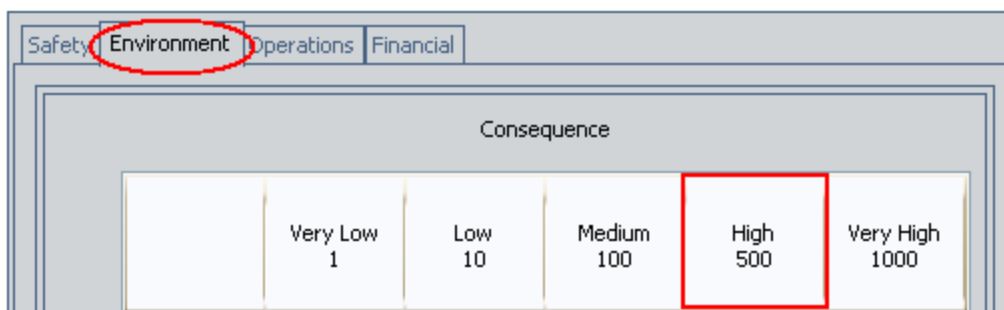 Safety Environment Operations Financial
Consequence
Very Low Low Medium High Very High
1 10 100 500 1000